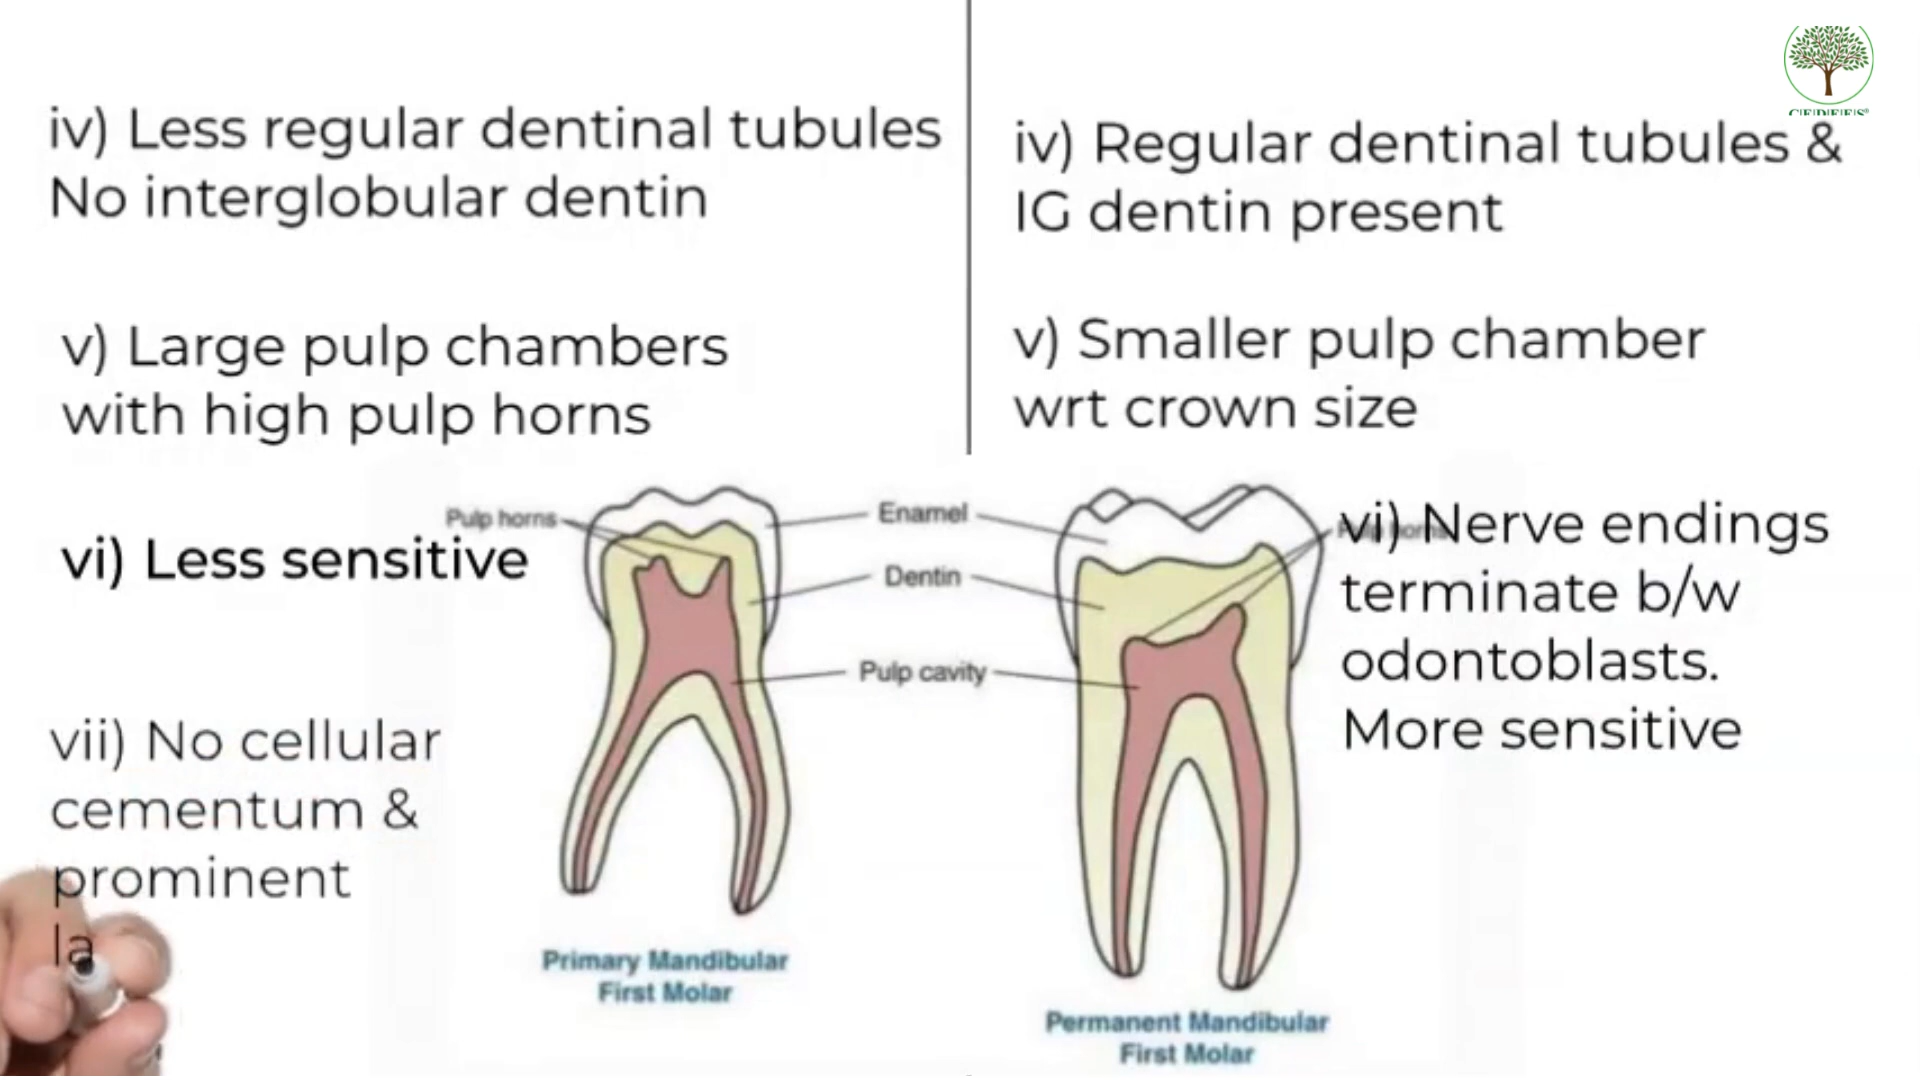 CEDEES®
iv) Less regular dentinal tubules
No interglobular dentin
iv) Regular dentinal tubules &
IG dentin present
v) Large pulp chambers
with high pulp horns
v) Smaller pulp chamber
wrt crown size
vi) Less sensitive
Pulp horns
Enamel
Dentin
Pulp cavity
vi) Nerve endings
terminate b/w
odontoblasts.
More sensitive
vii) No cellular
cementum &
prominent
la
Primary Mandibular
First Molar
Permanent Mandibular
First Molar